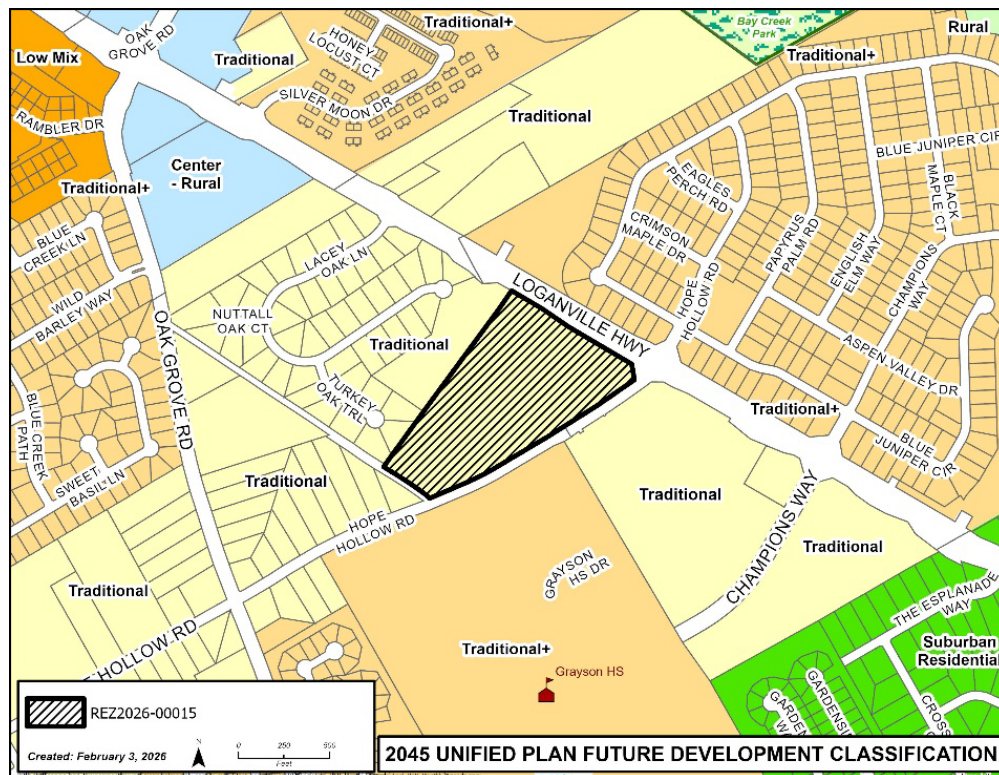 OAK
GROVE RD
Low Mix
Traditional
HONEY
LOCUST CT
Traditional+
Bay Creek
Park
Traditional+
Rural
SILVER MOON DR
RAMBLER DR
Traditional
Center
- Rural
Traditional+
BLUE JUNIPER CIR
BLACK
MAPLE CT
EAGLES
PERCH RD
CRIMSON
MAPLE DR
PAPYRUS
PALM RD
ENGLISH
ELM WAY
CHAMPIONS
WAY
HOPE
HOLLOW RD
BLUE
CREEK LN
WILD
BARLEY WAY
LACEY
OAK LN
NUTTALL
OAK CT
LOGANVILLE HWY
OAK GROVE RD
Traditional
TURKEY
OAK TRL
ASPEN VALLEY DR
Traditional+
BLUE
JUNIPER CIR
BLUE CREEK
PATH
SWEET
BASIL LN
Traditional
HOPE
HOLLOW RD
Traditional
CHAMPIONS WAY
Traditional
GRAYSON
HS DR
Traditional
HOLLOW RD
THE ESPLANADE
WAY
Traditional+
Suburban
Residential
Grayson HS
GARDEN
GARDENSI
CROSS
REZ2026-00015
Created: February 3, 2026
N
0 250 500
Feet
2045 UNIFIED PLAN FUTURE DEVELOPMENT CLASSIFICATION